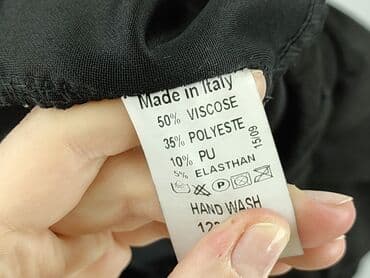 Made in Italy
50% VISCOSE
35% POLYESTE
10% PU
5% ELASTHAN
P
HAND WASH
1509